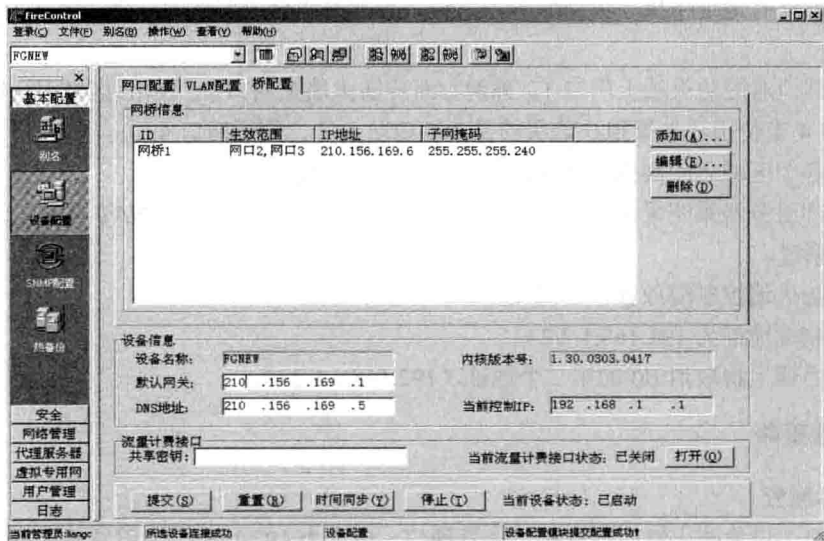 FireControl
登录(C) 文件(F) 别名(B) 操作(W) 查看(V) 帮助(H)
FGNEW
基本配置
别名
设备配置
SNMP配置
热备份
安全
网络管理
代理服务器
虚拟专用网
用户管理
日志
网口配置 VLAN配置 桥配置
网桥信息
ID 生效范围 IP地址 子网掩码
网桥1 网口2,网口3 210.156.169.6 255.255.255.240
添加(A)...
编辑(E)...
删除(D)
设备信息
设备名称: FGNEW 内核版本号: 1.30.0303.0417
默认网关: 210 .156 .169 .1
DNS地址: 210 .156 .169 .5 当前控制IP: 192 .168 .1 .1
流量计费接口
共享密钥: 当前流量计费接口状态: 已关闭 打开(O)
提交(S) 重置(R) 时间同步(Y) 停止(T) 当前设备状态: 已启动
当前管理员:liangc 所选设备连接成功 设备配置 设备配置模块提交配置成功!